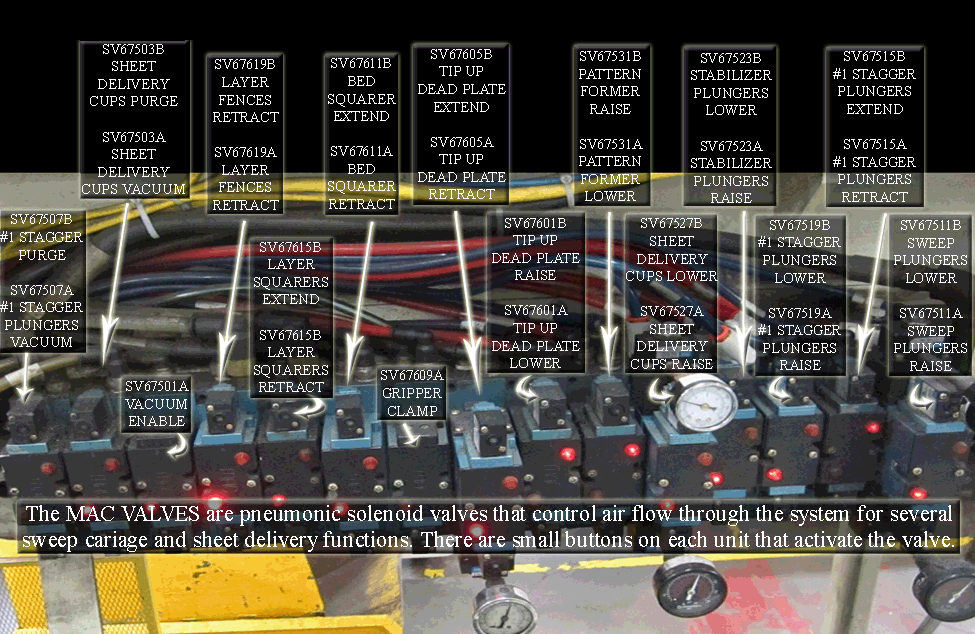 SV67503B
SHEET
DELIVERY
CUPS PURGE
SV67503A
SHEET
DELIVERY
CUPS VACUUM
SV67619B
LAYER
FENCES
RETRACT
SV67619A
LAYER
FENCES
RETRACT
SV67611B
BED
SQUARER
EXTEND
SV67611A
BED
SQUARER
RETRACT
SV67605B
TIP UP
DEAD PLATE
EXTEND
SV67605A
TIP UP
DEAD PLATE
RETRACT
SV67531B
PATTERN
FORMER
RAISE
SV67531A
PATTERN
FORMER
LOWER
SV67523B
STABILIZER
PLUNGERS
LOWER
SV67523A
STABILIZER
PLUNGERS
RAISE
SV67515B
#1 STAGGER
PLUNGERS
EXTEND
SV67515A
#1 STAGGER
PLUNGERS
RETRACT
SV67507B
#1 STAGGER
PURGE
SV67507A
#1 STAGGER
PLUNGERS
VACUUM
SV67501A
VACUUM
ENABLE
SV67615B
LAYER
SQUARERS
EXTEND
SV67615B
LAYER
SQUARERS
RETRACT
SV67609A
GRIPPER
CLAMP
SV67601B
TIP UP
DEAD PLATE
RAISE
SV67601A
TIP UP
DEAD PLATE
LOWER
SV67527B
SHEET
DELIVERY
CUPS LOWER
SV67527A
SHEET
DELIVERY
CUPS RAISE
SV67519B
#1 STAGGER
PLUNGERS
LOWER
SV67519A
#1 STAGGER
PLUNGERS
RAISE
SV67511B
SWEEP
PLUNGERS
LOWER
SV67511A
SWEEP
PLUNGERS
RAISE
The MAC VALVES are pneumonic solenoid valves that control air flow through the system for several
sweep cariage and sheet delivery functions. There are small buttons on each unit that activate the valve.